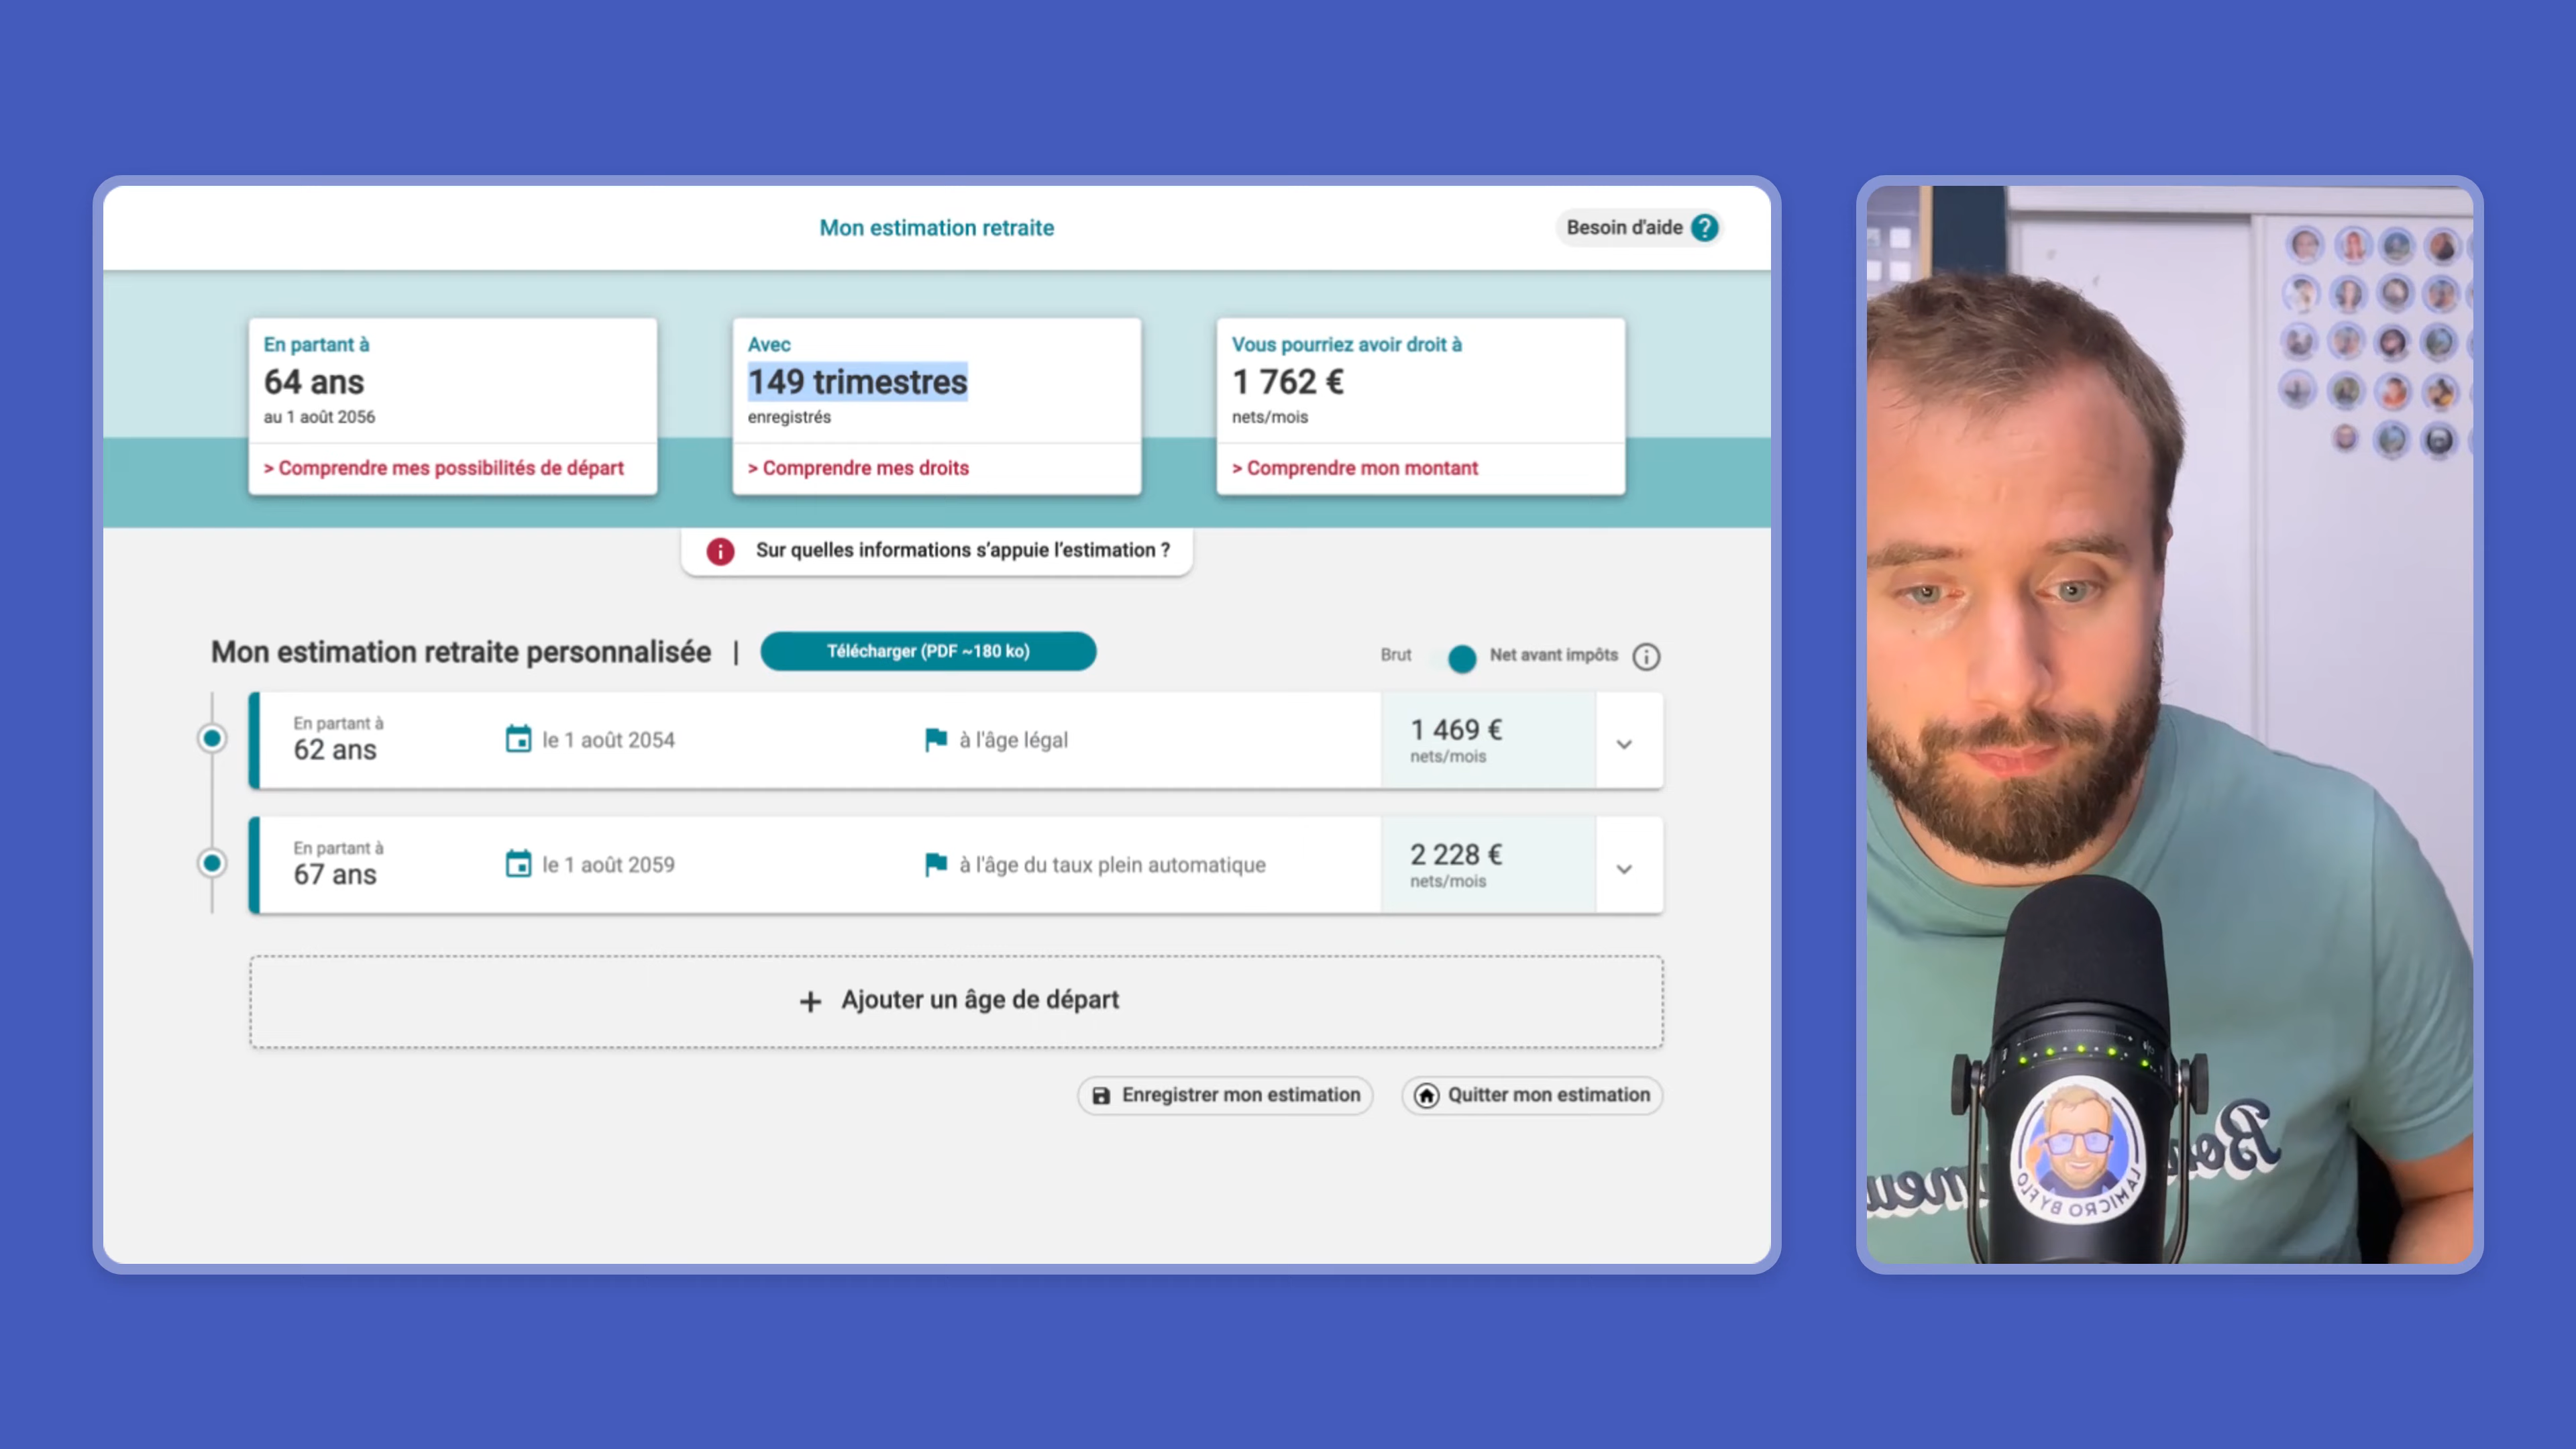 Mon estimation retraite
Besoin d'aide ?
En partant à
64 ans
au 1 août 2056
> Comprendre mes possibilités de départ
Avec
149 trimestres
enregistrés
> Comprendre mes droits
Vous pourriez avoir droit à
1 762 €
nets/mois
> Comprendre mon montant
Sur quelles informations s’appuie l’estimation ?
Mon estimation retraite personnalisée |
Télécharger (PDF ~180 ko)
Brut
Net avant impôts
En partant à
62 ans
le 1 août 2054
à l'âge légal
1 469 €
nets/mois
En partant à
67 ans
le 1 août 2059
à l'âge du taux plein automatique
2 228 €
nets/mois
+ Ajouter un âge de départ
Enregistrer mon estimation
Quitter mon estimation
LA MICRO BY FLO